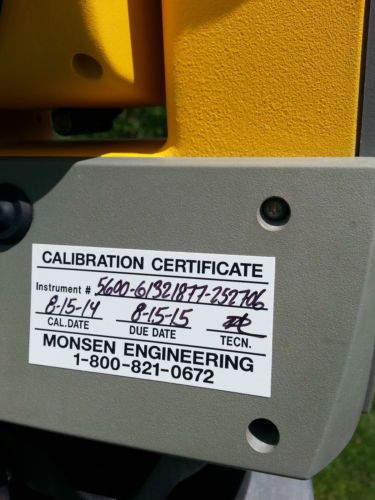 CALIBRATION CERTIFICATE
Instrument # 5600-61321877-252706
8-15-14 8-15-15
CAL.DATE DUE DATE TECN.
MONSEN ENGINEERING
1-800-821-0672